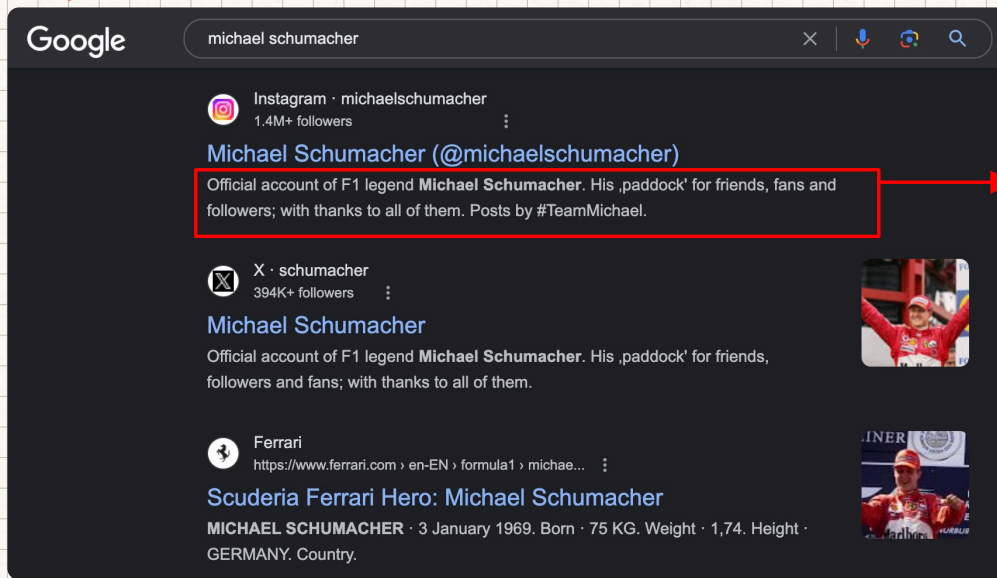 Google
michael schumacher
Instagram · michaelschumacher
1.4M+ followers
Michael Schumacher (@michaelschumacher)
Official account of F1 legend Michael Schumacher. His ,paddock' for friends, fans and
followers; with thanks to all of them. Posts by #TeamMichael.
X · schumacher
394K+ followers
Michael Schumacher
Official account of F1 legend Michael Schumacher. His ,paddock' for friends,
followers and fans; with thanks to all of them.
Ferrari
https://www.ferrari.com › en-EN › formula1 › michae...
Scuderia Ferrari Hero: Michael Schumacher
MICHAEL SCHUMACHER · 3 January 1969. Born · 75 KG. Weight · 1,74. Height ·
GERMANY. Country.